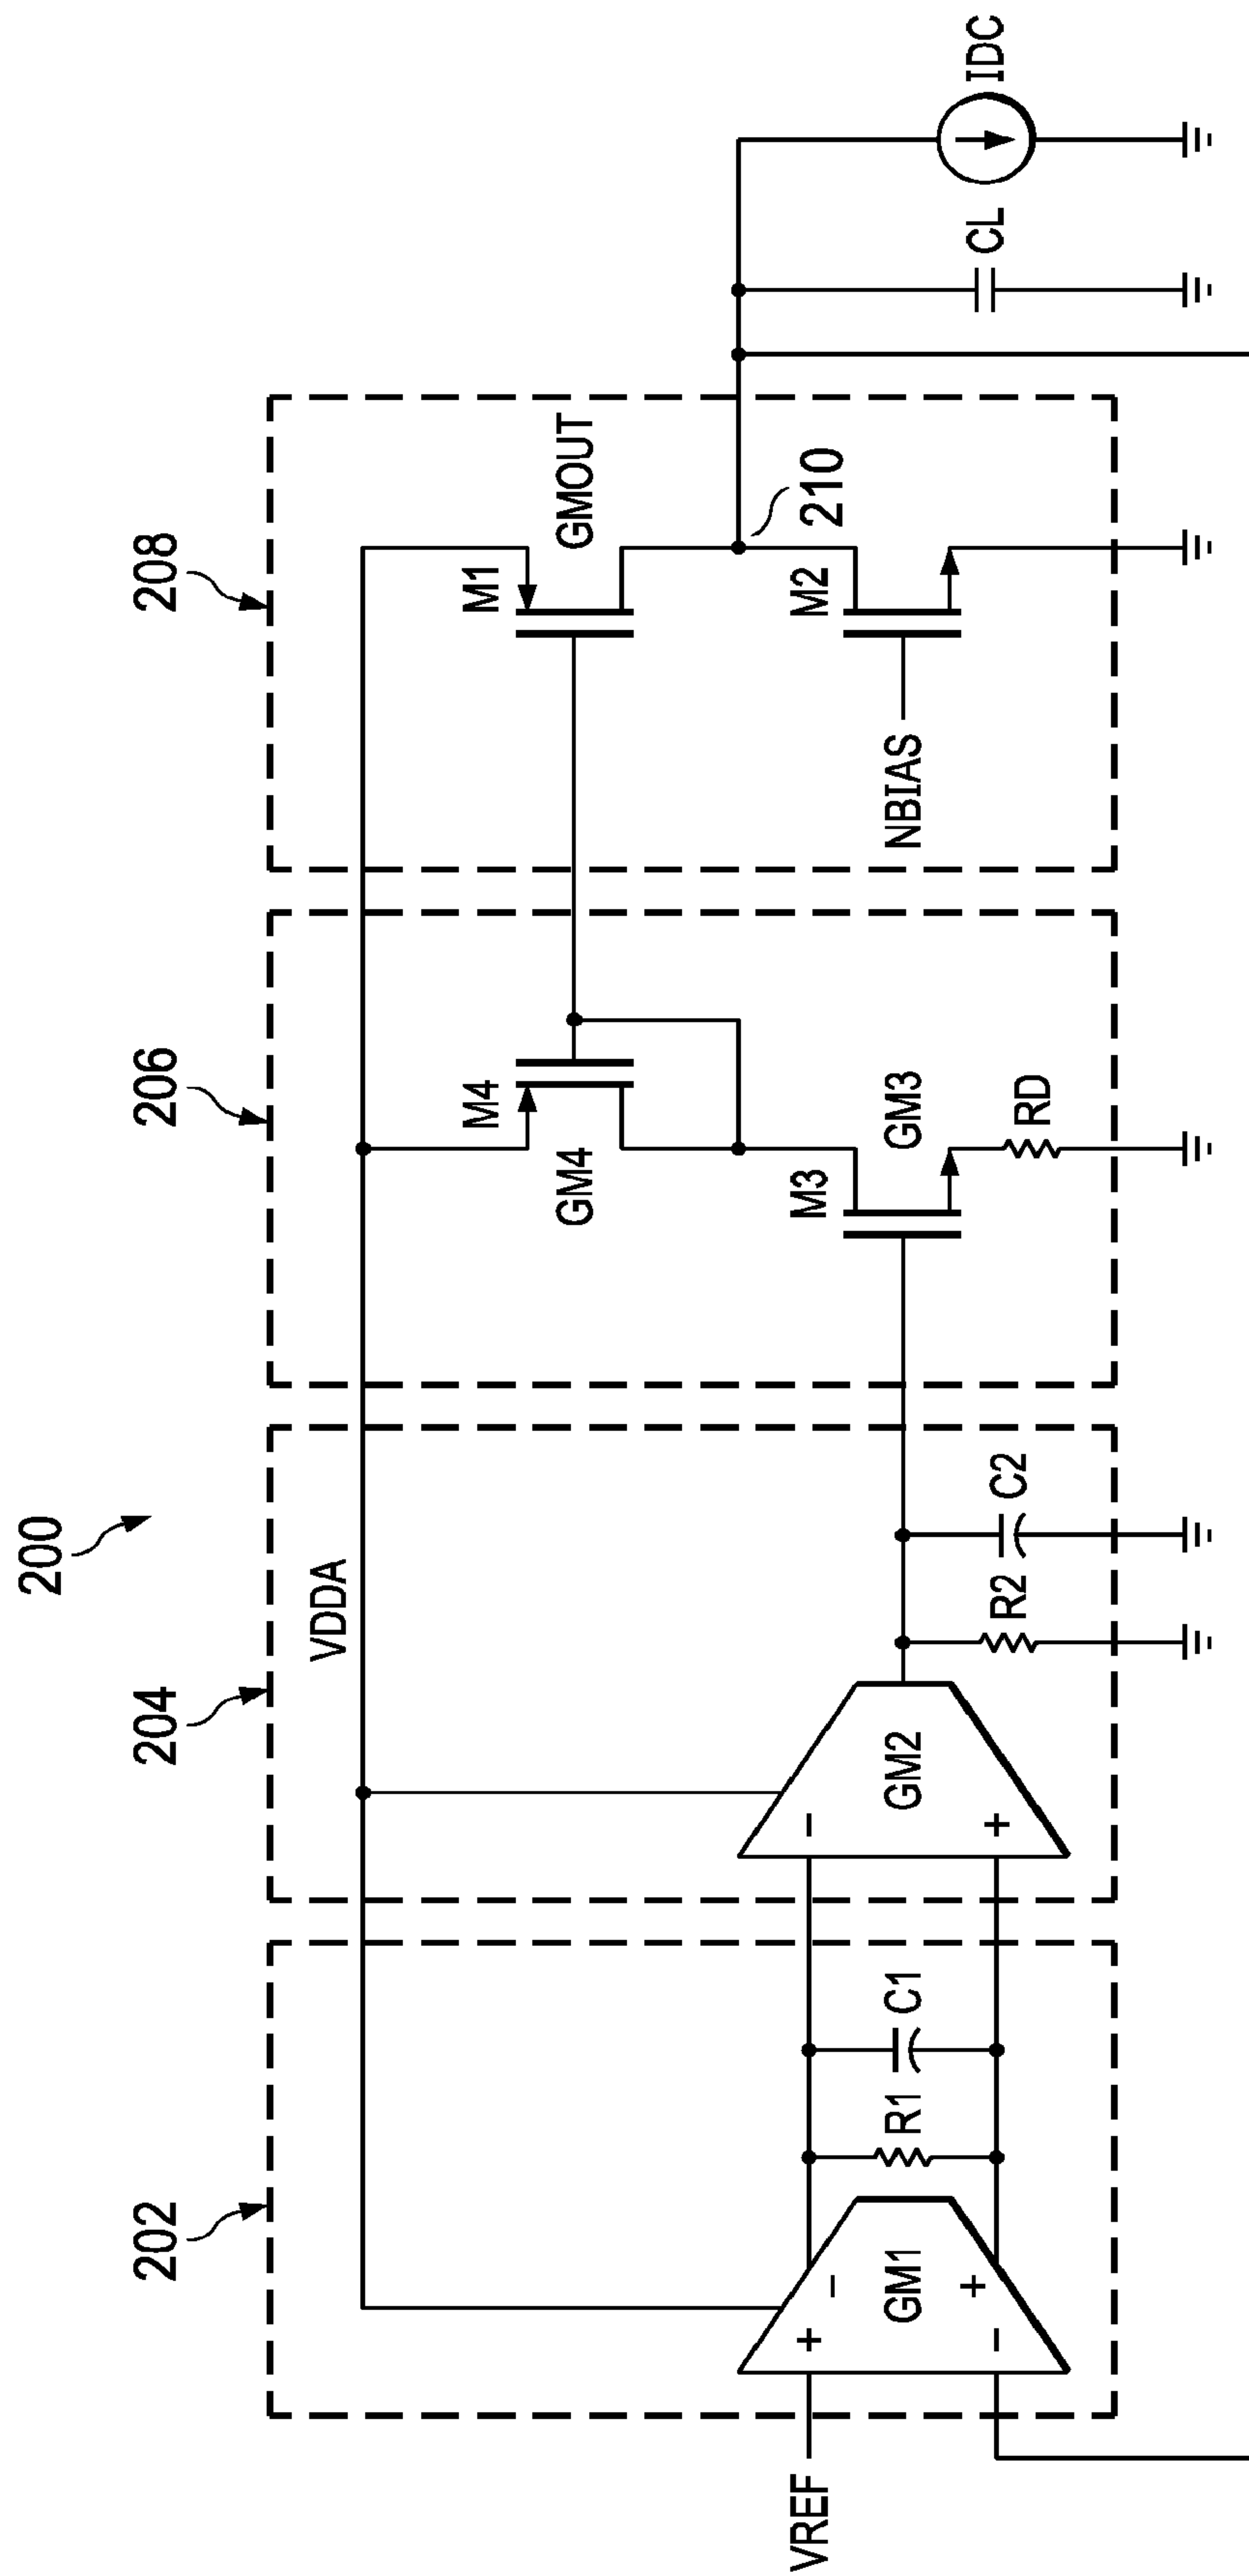 200
202
204
206
208
VDDA
VREF
+
-
-
+
GM1
R1
C1
-
+
GM2
R2
C2
M4
GM4
M3
GM3
RD
M1
GMOUT
210
M2
NBIAS
CL
IDC